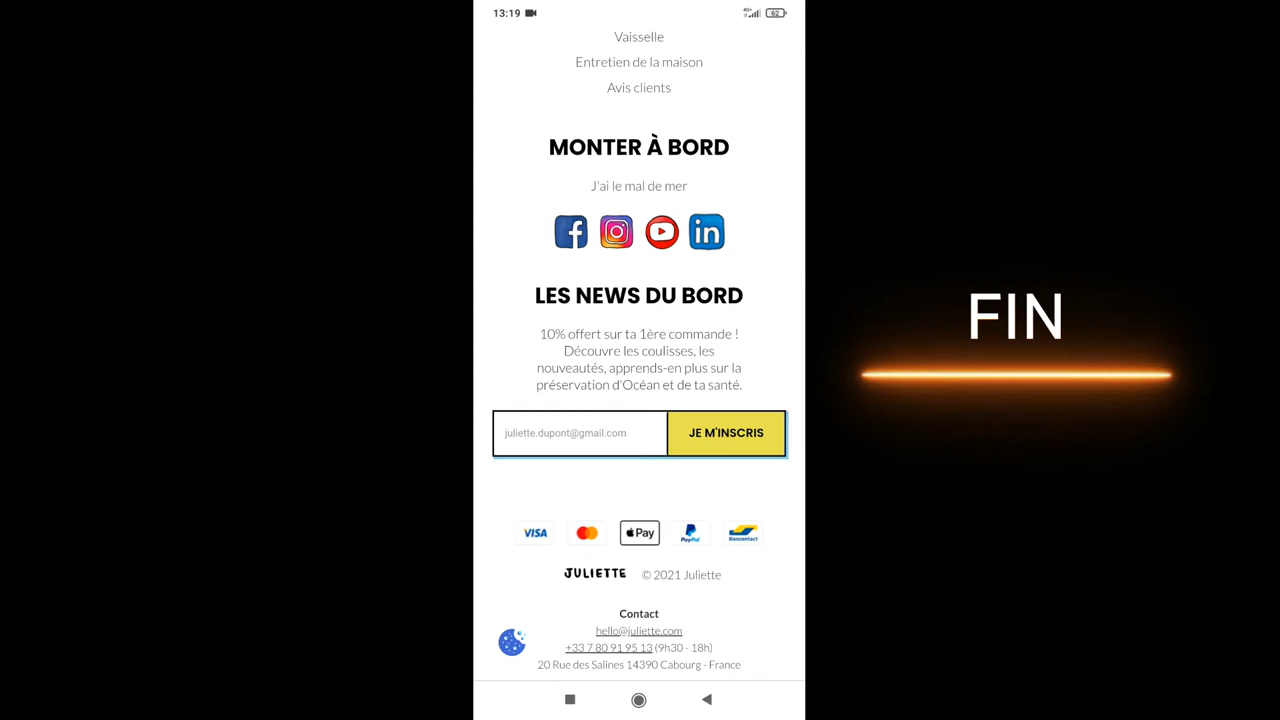 13:19
4G+
62
Vaisselle
Entretien de la maison
Avis clients
MONTER À BORD
J'ai le mal de mer
LES NEWS DU BORD
10% offert sur ta 1ère commande !
Découvre les coulisses, les
nouveautés, apprends-en plus sur la
préservation d'Océan et de ta santé.
juliette.dupont@gmail.com
JE M'INSCRIS
FIN
VISA Pay PayPal Bancontact
JULIETTE © 2021 Juliette
Contact
hello@juliette.com
+33 7 80 91 95 13 (9h30 - 18h)
20 Rue des Salines 14390 Cabourg - France